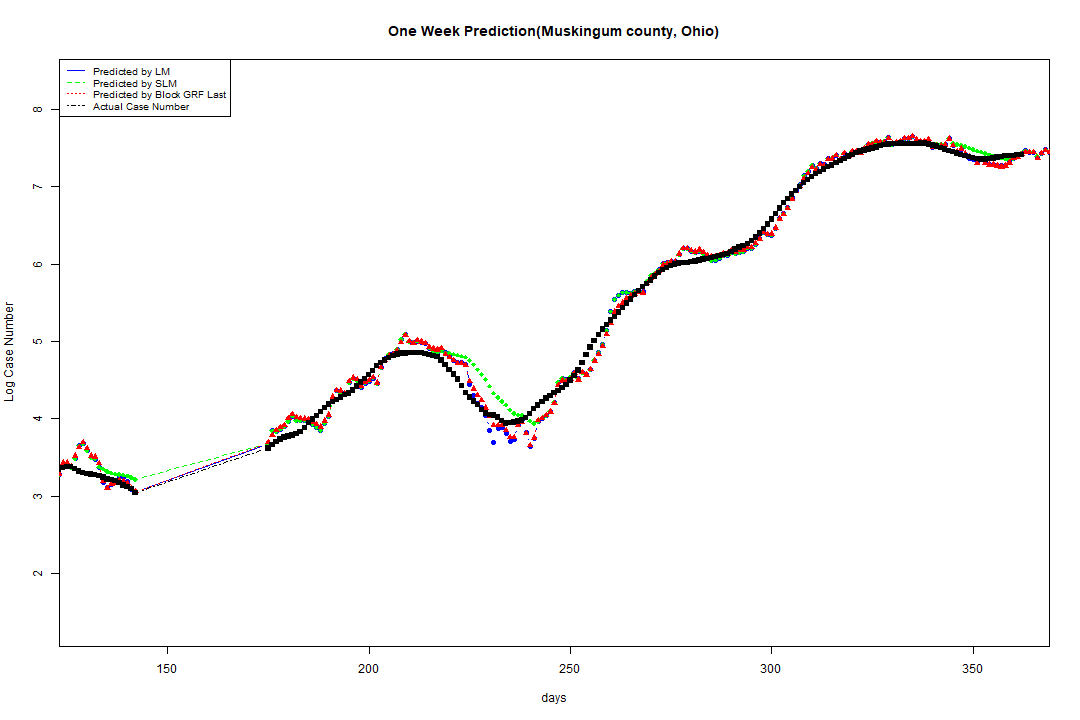 One Week Prediction(Muskingum county, Ohio)
Predicted by LM
Predicted by SLM
Predicted by Block GRF Last
Actual Case Number
8
7
6
5
4
3
2
Log Case Number
150 200 250 300 350
days